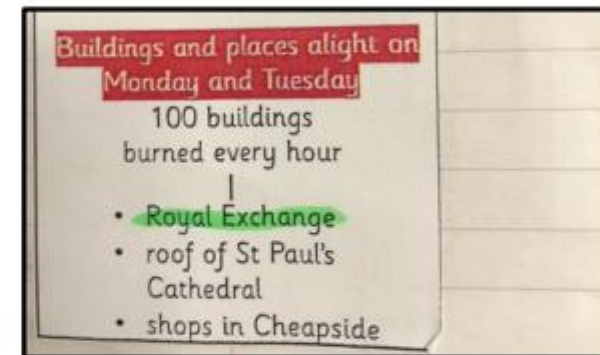 Buildings and places alight on
Monday and Tuesday
100 buildings
burned every hour
• Royal Exchange
• roof of St Paul's
Cathedral
• shops in Cheapside